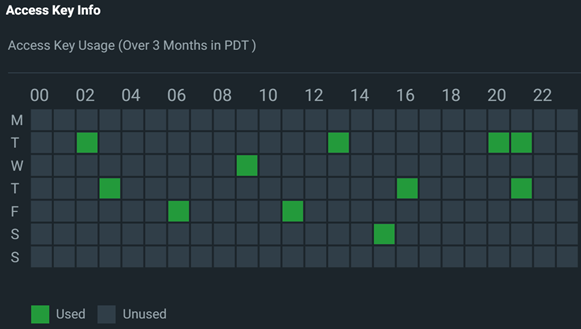 Access Key Info
Access Key Usage (Over 3 Months in PDT )
00 02 04 06 08 10 12 14 16 18 20 22
M
T
W
T
F
S
S
Used Unused